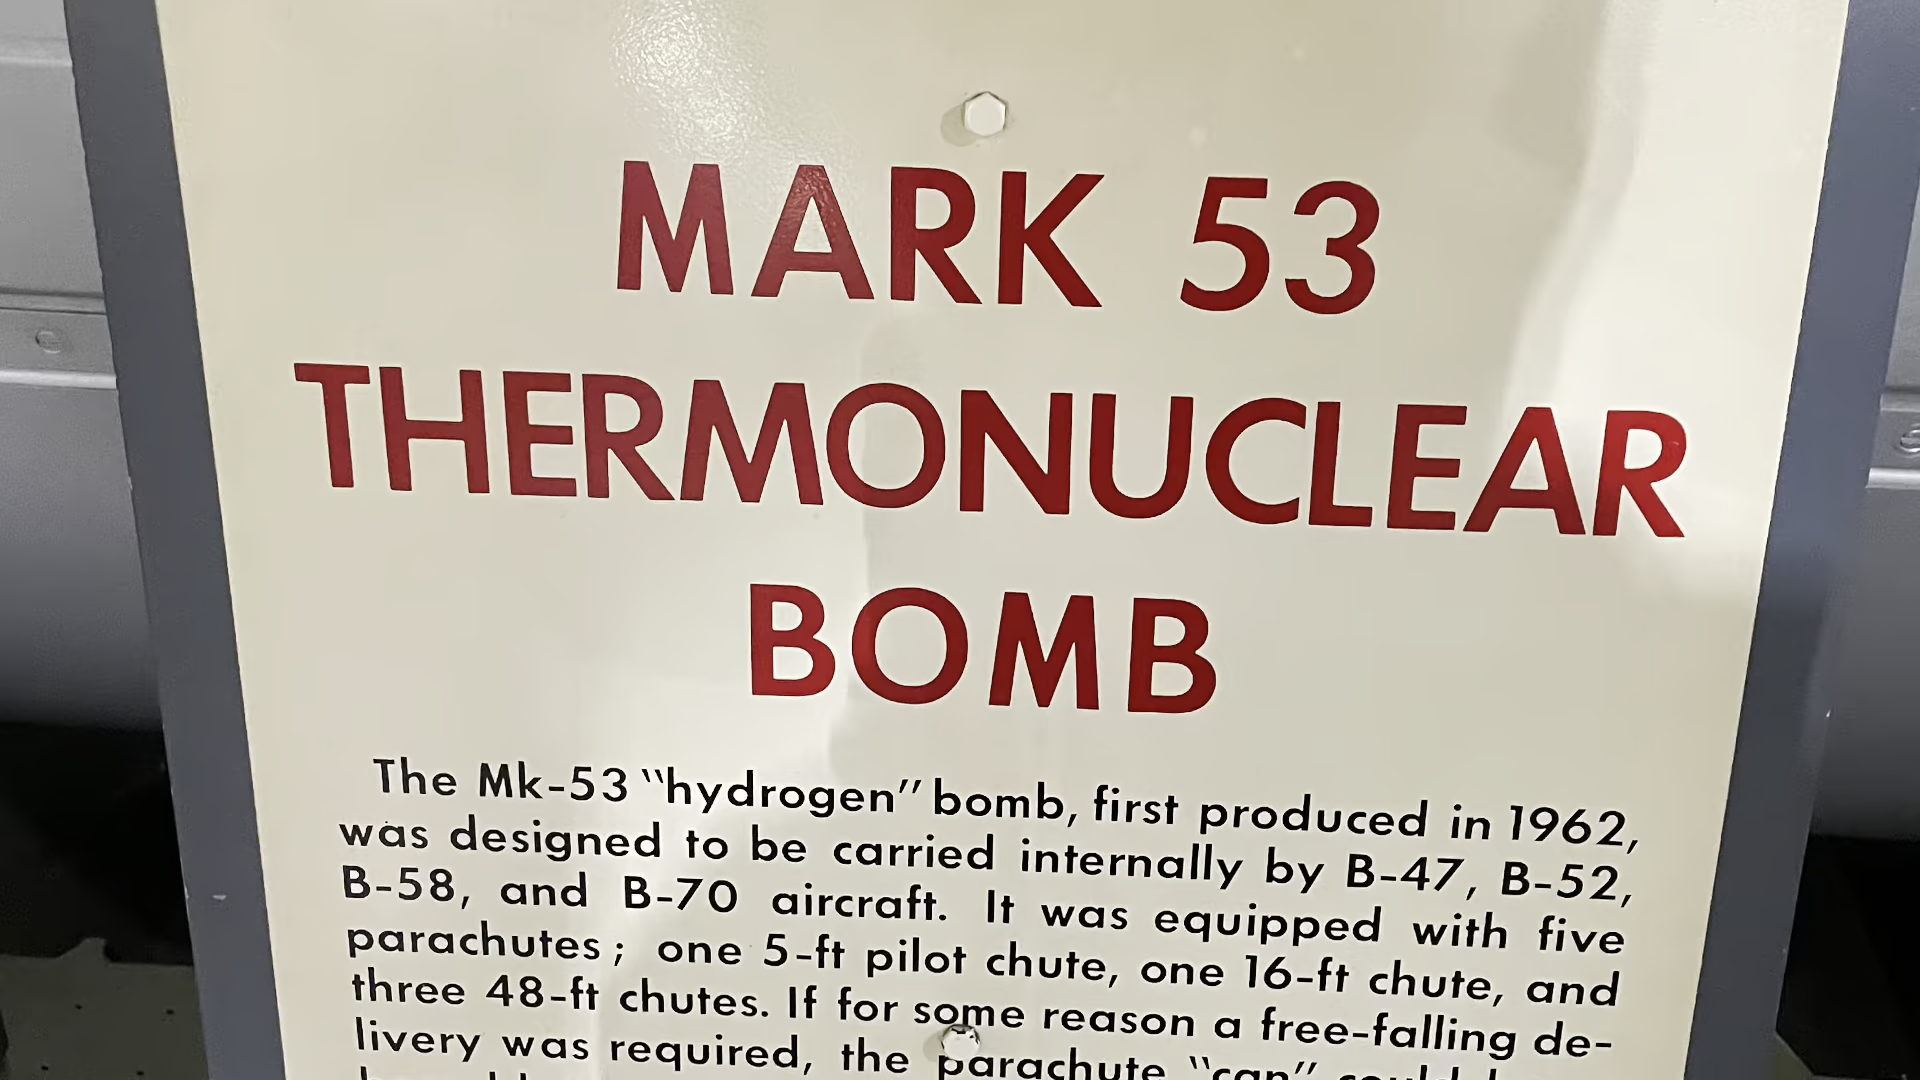 MARK 53
THERMONUCLEAR
BOMB
The Mk-53 "hydrogen" bomb, first produced in 1962,
was designed to be carried internally by B-47, B-52,
B-58, and B-70 aircraft. It was equipped with five
parachutes; one 5-ft pilot chute, one 16-ft chute, and
three 48-ft chutes. If for some reason a free-falling de-
livery was required, the parachute "can" could